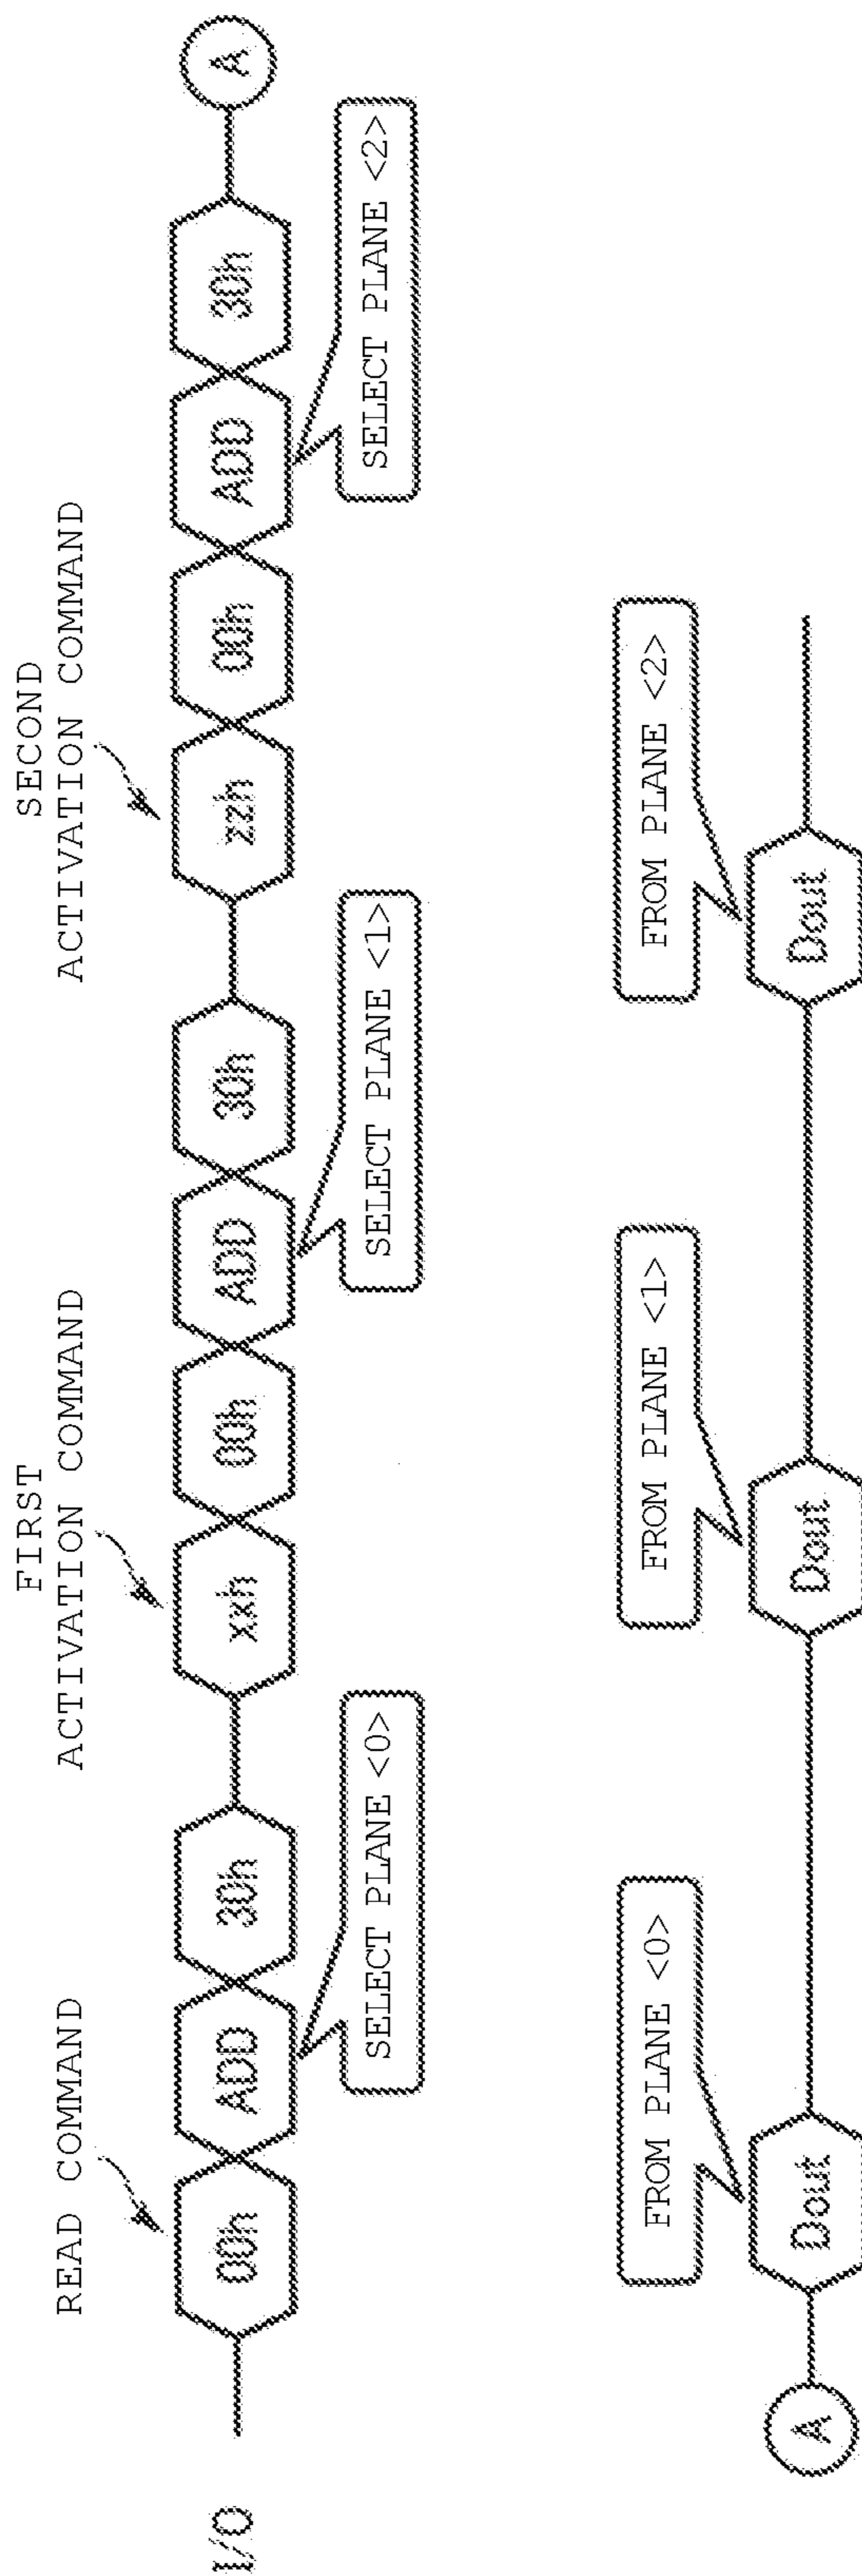 I/O
READ COMMAND
00h
ADD
30h
SELECT PLANE <0>
FIRST
ACTIVATION COMMAND
xxh
00h
ADD
30h
SELECT PLANE <1>
SECOND
ACTIVATION COMMAND
zzh
00h
ADD
30h
SELECT PLANE <2>
A
A
Dout
FROM PLANE <0>
Dout
FROM PLANE <1>
Dout
FROM PLANE <2>